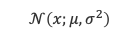 𝒩(x; μ, σ²)